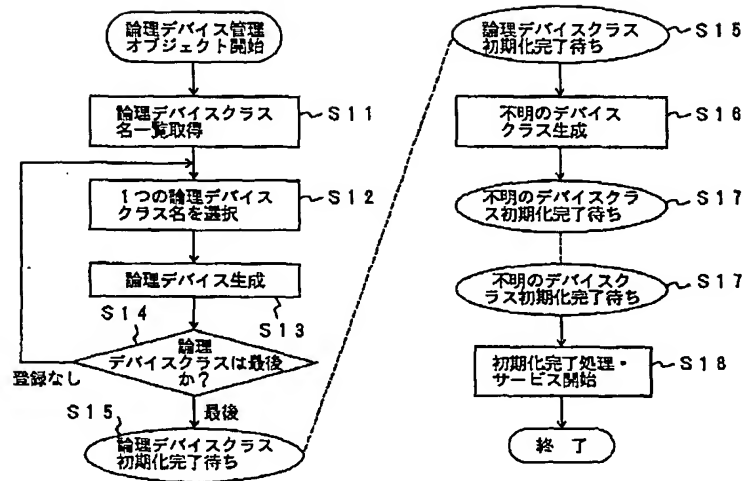 論理デバイス管理
オブジェクト開始
論理デバイスクラス
名一覧取得
S11
1つの論理デバイス
クラス名を選択
S12
論理デバイス生成
S13
S14
論理
デバイスクラスは最後
か?
登録なし
最後
S15
論理デバイスクラス
初期化完了待ち
論理デバイスクラス
初期化完了待ち
S15
不明のデバイス
クラス生成
S16
不明のデバイスクラ
ス初期化完了待ち
S17
不明のデバイスク
ラス初期化完了待ち
S17
初期化完了処理・
サービス開始
S18
終了